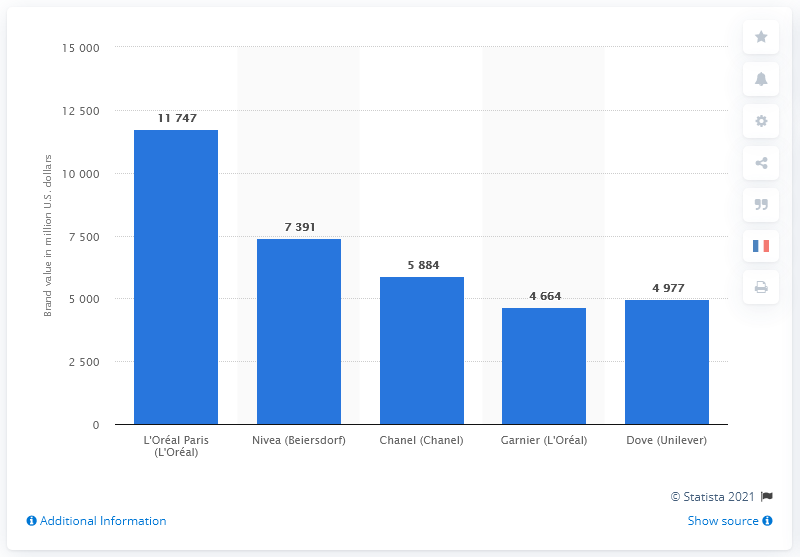 15 000
12 500
10 000
7 500
5 000
2 500
0
Brand value in million U.S. dollars
11 747
7 391
5 884
4 664
4 977
L'Oréal Paris
(L'Oréal)
Nivea (Beiersdorf)
Chanel (Chanel)
Garnier (L'Oréal)
Dove (Unilever)
© Statista 2021
Additional Information
Show source